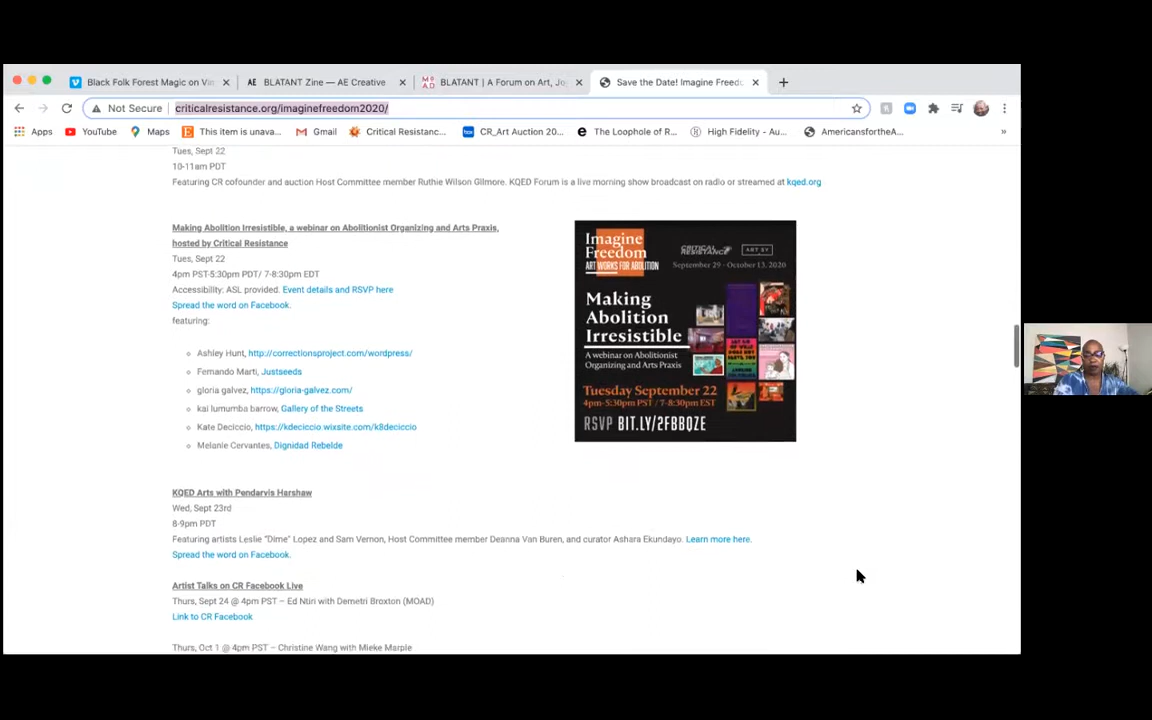 Black Folk Forest Magic on Vim
AE BLATANT Zine — AE Creative
BLATANT | A Forum on Art, Jo
Save the Date! Imagine Freedo
Not Secure
criticalresistance.org/imaginefreedom2020/
Apps
YouTube
Maps
This item is unava...
Gmail
Critical Resistanc...
CR_Art Auction 20...
The Loophole of R...
High Fidelity - Au...
AmericansfortheA...
»
Tues, Sept 22
10-11am PDT
Featuring CR cofounder and auction Host Committee member Ruthie Wilson Gilmore. KQED Forum is a live morning show broadcast on radio or streamed at kqed.org
Making Abolition Irresistible, a webinar on Abolitionist Organizing and Arts Praxis,
hosted by Critical Resistance
Tues, Sept 22
4pm PST-5:30pm PDT/ 7-8:30pm EDT
Accessibility: ASL provided. Event details and RSVP here
Spread the word on Facebook.
featuring:
Ashley Hunt, http://correctionsproject.com/wordpress/
Fernando Marti, Justseeds
gloria galvez, https://gloria-galvez.com/
kai lumumba barrow, Gallery of the Streets
Kate Deciccio, https://kdeciccio.wixsite.com/k8deciccio
Melanie Cervantes, Dignidad Rebelde
Imagine
Freedom
ART WORKS FOR ABOLITION
CRITICAL
RESISTANCE
ARTSY
September 29 - October 13, 2020
Making
Abolition
Irresistible
A webinar on Abolitionist
Organizing and Arts Praxis
Tuesday September 22
4pm-5:30pm PST / 7-8:30pm EST
RSVP BIT.LY/2FBBQZE
KQED Arts with Pendarvis Harshaw
Wed, Sept 23rd
8-9pm PDT
Featuring artists Leslie "Dime" Lopez and Sam Vernon, Host Committee member Deanna Van Buren, and curator Ashara Ekundayo. Learn more here.
Spread the word on Facebook.
Artist Talks on CR Facebook Live
Thurs, Sept 24 @ 4pm PST – Ed Ntiri with Demetri Broxton (MOAD)
Link to CR Facebook
Thurs, Oct 1 @ 4pm PST – Christine Wang with Mieke Marple